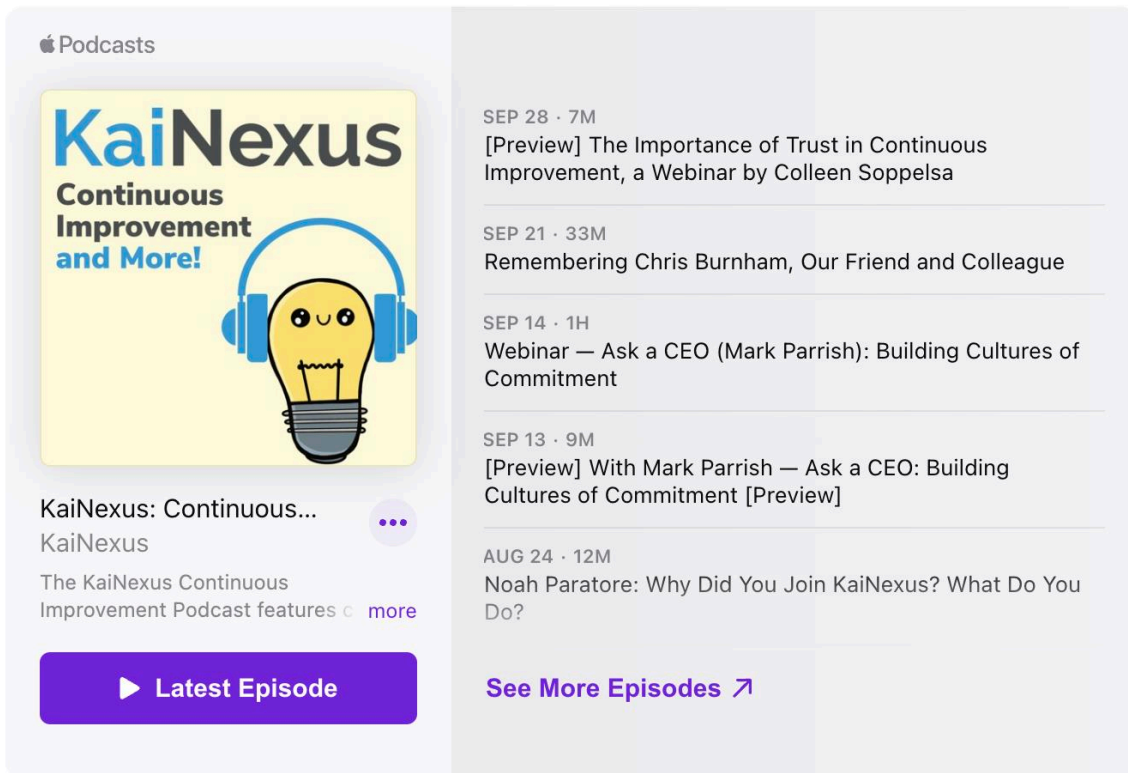 Podcasts
KaiNexus
Continuous
Improvement
and More!
KaiNexus: Continuous...
KaiNexus
The KaiNexus Continuous
Improvement Podcast features c more
Latest Episode
SEP 28 · 7M
[Preview] The Importance of Trust in Continuous
Improvement, a Webinar by Colleen Soppelsa
SEP 21 · 33M
Remembering Chris Burnham, Our Friend and Colleague
SEP 14 · 1H
Webinar — Ask a CEO (Mark Parrish): Building Cultures of
Commitment
SEP 13 · 9M
[Preview] With Mark Parrish — Ask a CEO: Building
Cultures of Commitment [Preview]
AUG 24 · 12M
Noah Paratore: Why Did You Join KaiNexus? What Do You
Do?
See More Episodes